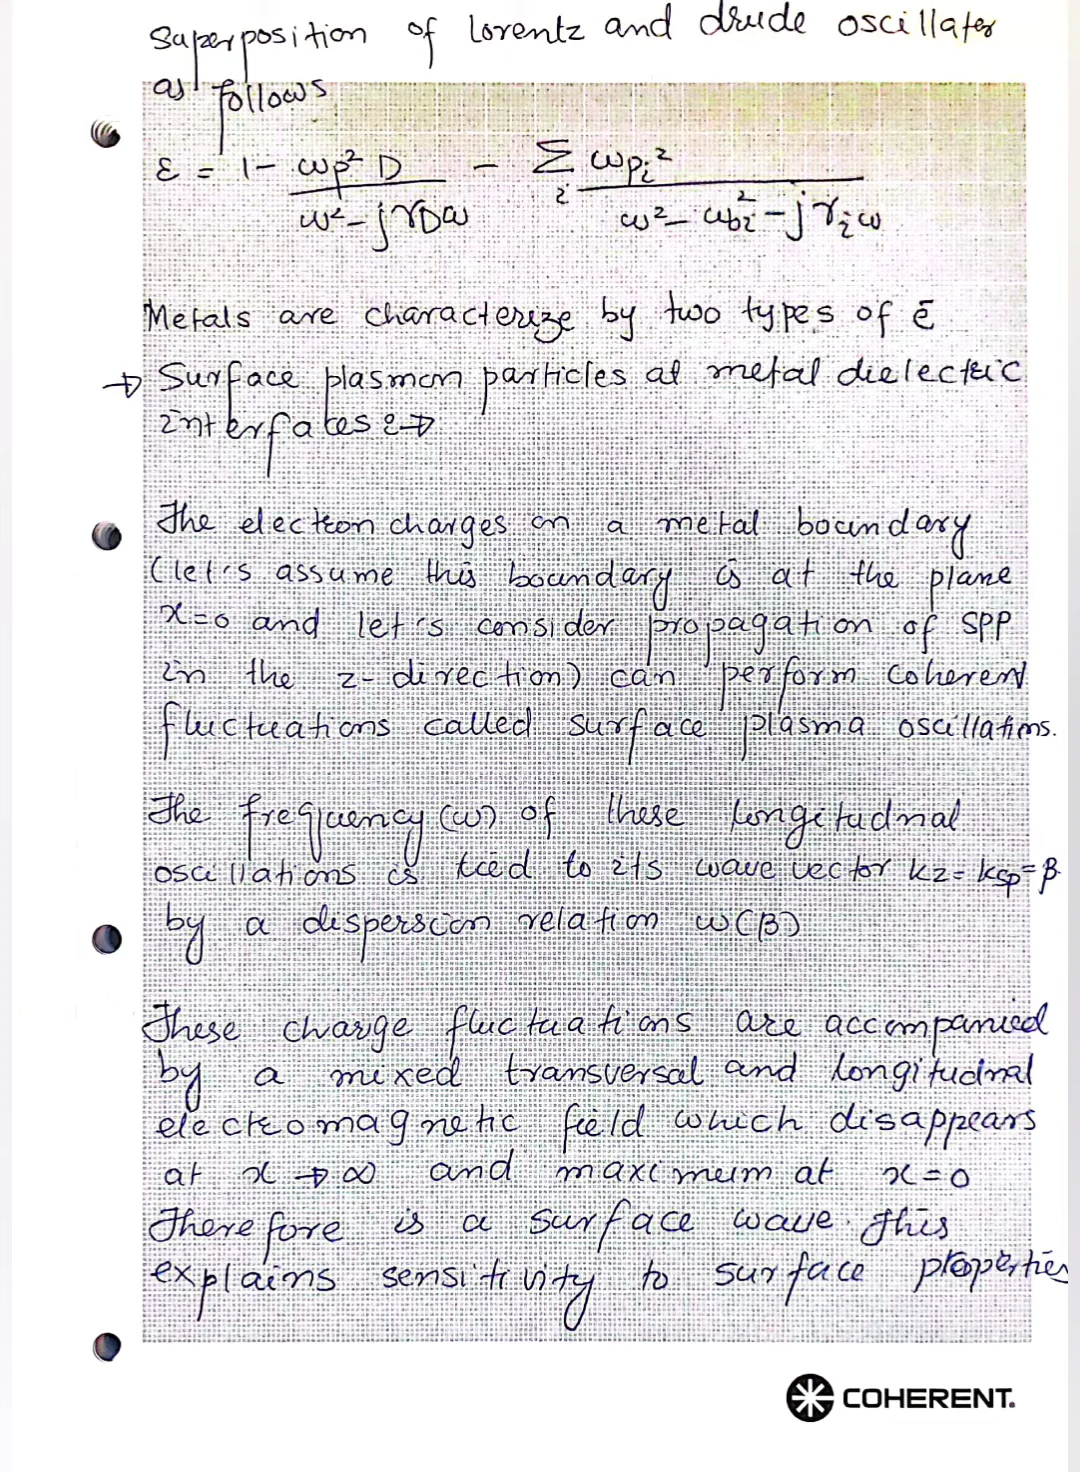 superposition of Lorentz and drude oscillater
as follows
ε = 1 - ωp² D / ω² - jγDω - Σi ωpi² / ω² - ωbi² - jγiω
Metals are characterize by two types of ε
→ Surface plasmon particles at metal dielectric
interfates :→
The electron charges on a metal boundary
(let's assume this boundary is at the plane
x=0 and let's consider propagation of SPP
in the z-direction) can perform coherent
fluctuations called surface plasma oscillations.
The frequency (ω) of these longitudnal
oscillations is tied to its wave vector kz = ksp = β
by a dispersion relation ω(β)
These charge fluctuations are accompanied
by a mixed transversal and longitudnal
electromagnetic field which disappears
at x → ∞ and maximum at x=0
Therefore is a surface wave. This
explains sensitivity to surface properties
COHERENT.